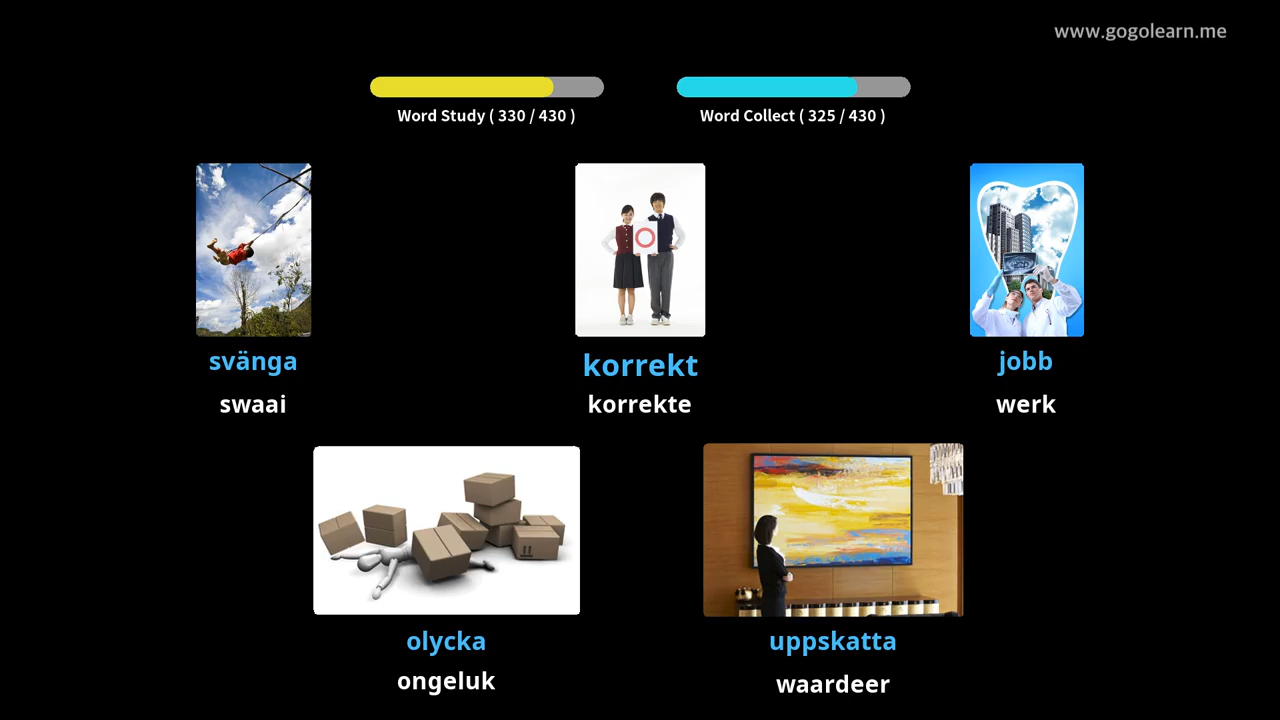 www.gogolearn.me
Word Study ( 330 / 430 )
Word Collect ( 325 / 430 )
svänga
korrekt
jobb
swaai
korrekte
werk
olycka
uppskatta
ongeluk
waardeer